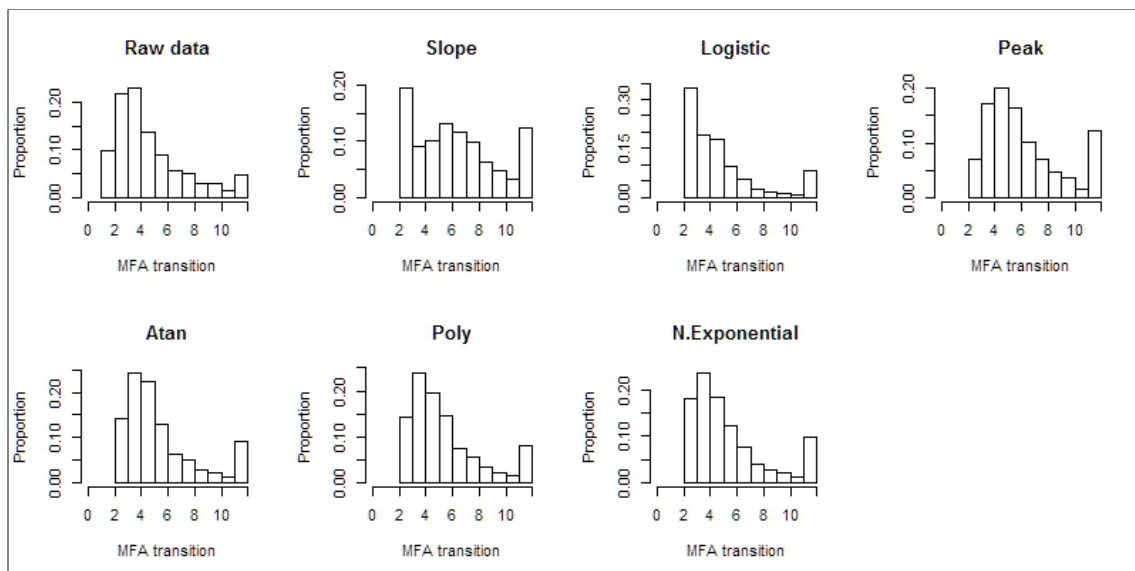 Raw data
Slope
Logistic
Peak
Proportion
0.00 0.10 0.20
0 2 4 6 8 10
MFA transition
Proportion
0.00 0.10 0.20
0 2 4 6 8 10
MFA transition
Proportion
0.00 0.15 0.30
0 2 4 6 8 10
MFA transition
Proportion
0.00 0.10 0.20
0 2 4 6 8 10
MFA transition
Atan
Poly
N.Exponential
Proportion
0.00 0.10 0.20
0 2 4 6 8 10
MFA transition
Proportion
0.00 0.10 0.20
0 2 4 6 8 10
MFA transition
Proportion
0.00 0.10 0.20
0 2 4 6 8 10
MFA transition